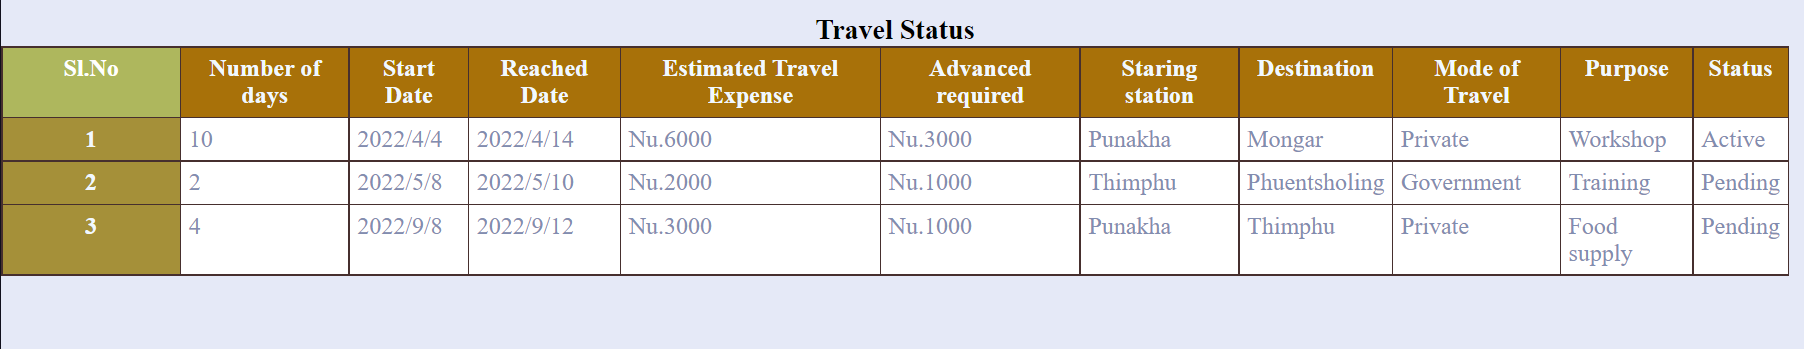 Travel Status
Sl.No Number of days Start Date Reached Date Estimated Travel Expense Advanced required Staring station Destination Mode of Travel Purpose Status
1 10 2022/4/4 2022/4/14 Nu.6000 Nu.3000 Punakha Mongar Private Workshop Active
2 2 2022/5/8 2022/5/10 Nu.2000 Nu.1000 Thimphu Phuentsholing Government Training Pending
3 4 2022/9/8 2022/9/12 Nu.3000 Nu.1000 Punakha Thimphu Private Food supply Pending